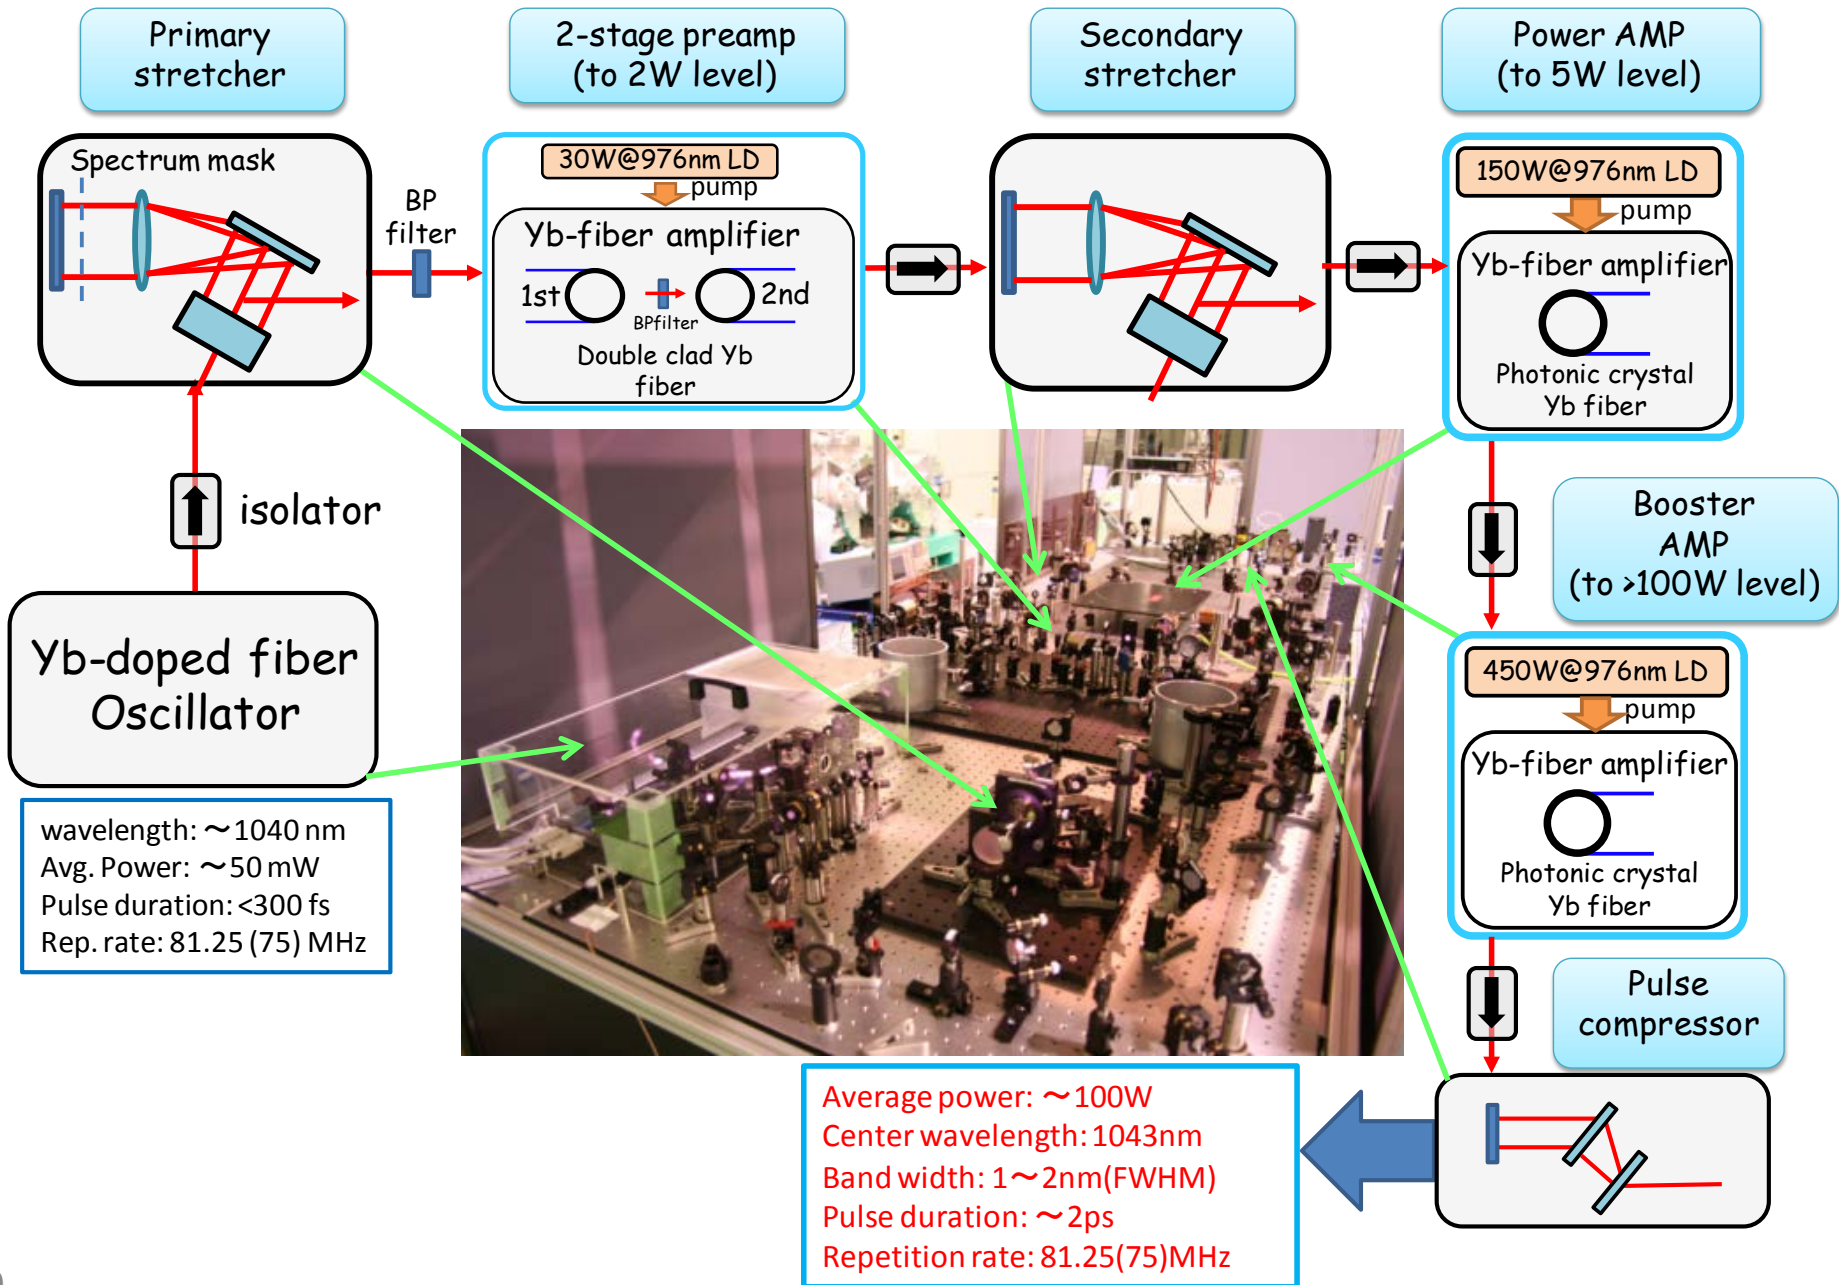 Primary
stretcher
2-stage preamp
(to 2W level)
Secondary
stretcher
Power AMP
(to 5W level)
Spectrum mask
BP
filter
30W@976nm LD
pump
Yb-fiber amplifier
1st
2nd
BPfilter
Double clad Yb
fiber
150W@976nm LD
pump
Yb-fiber amplifier
Photonic crystal
Yb fiber
isolator
Booster
AMP
(to >100W level)
Yb-doped fiber
Oscillator
450W@976nm LD
pump
Yb-fiber amplifier
Photonic crystal
Yb fiber
wavelength: ～1040 nm
Avg. Power: ～50 mW
Pulse duration: <300 fs
Rep. rate: 81.25 (75) MHz
Pulse
compressor
Average power: ～100W
Center wavelength: 1043nm
Band width: 1～2nm(FWHM)
Pulse duration: ～2ps
Repetition rate: 81.25(75)MHz